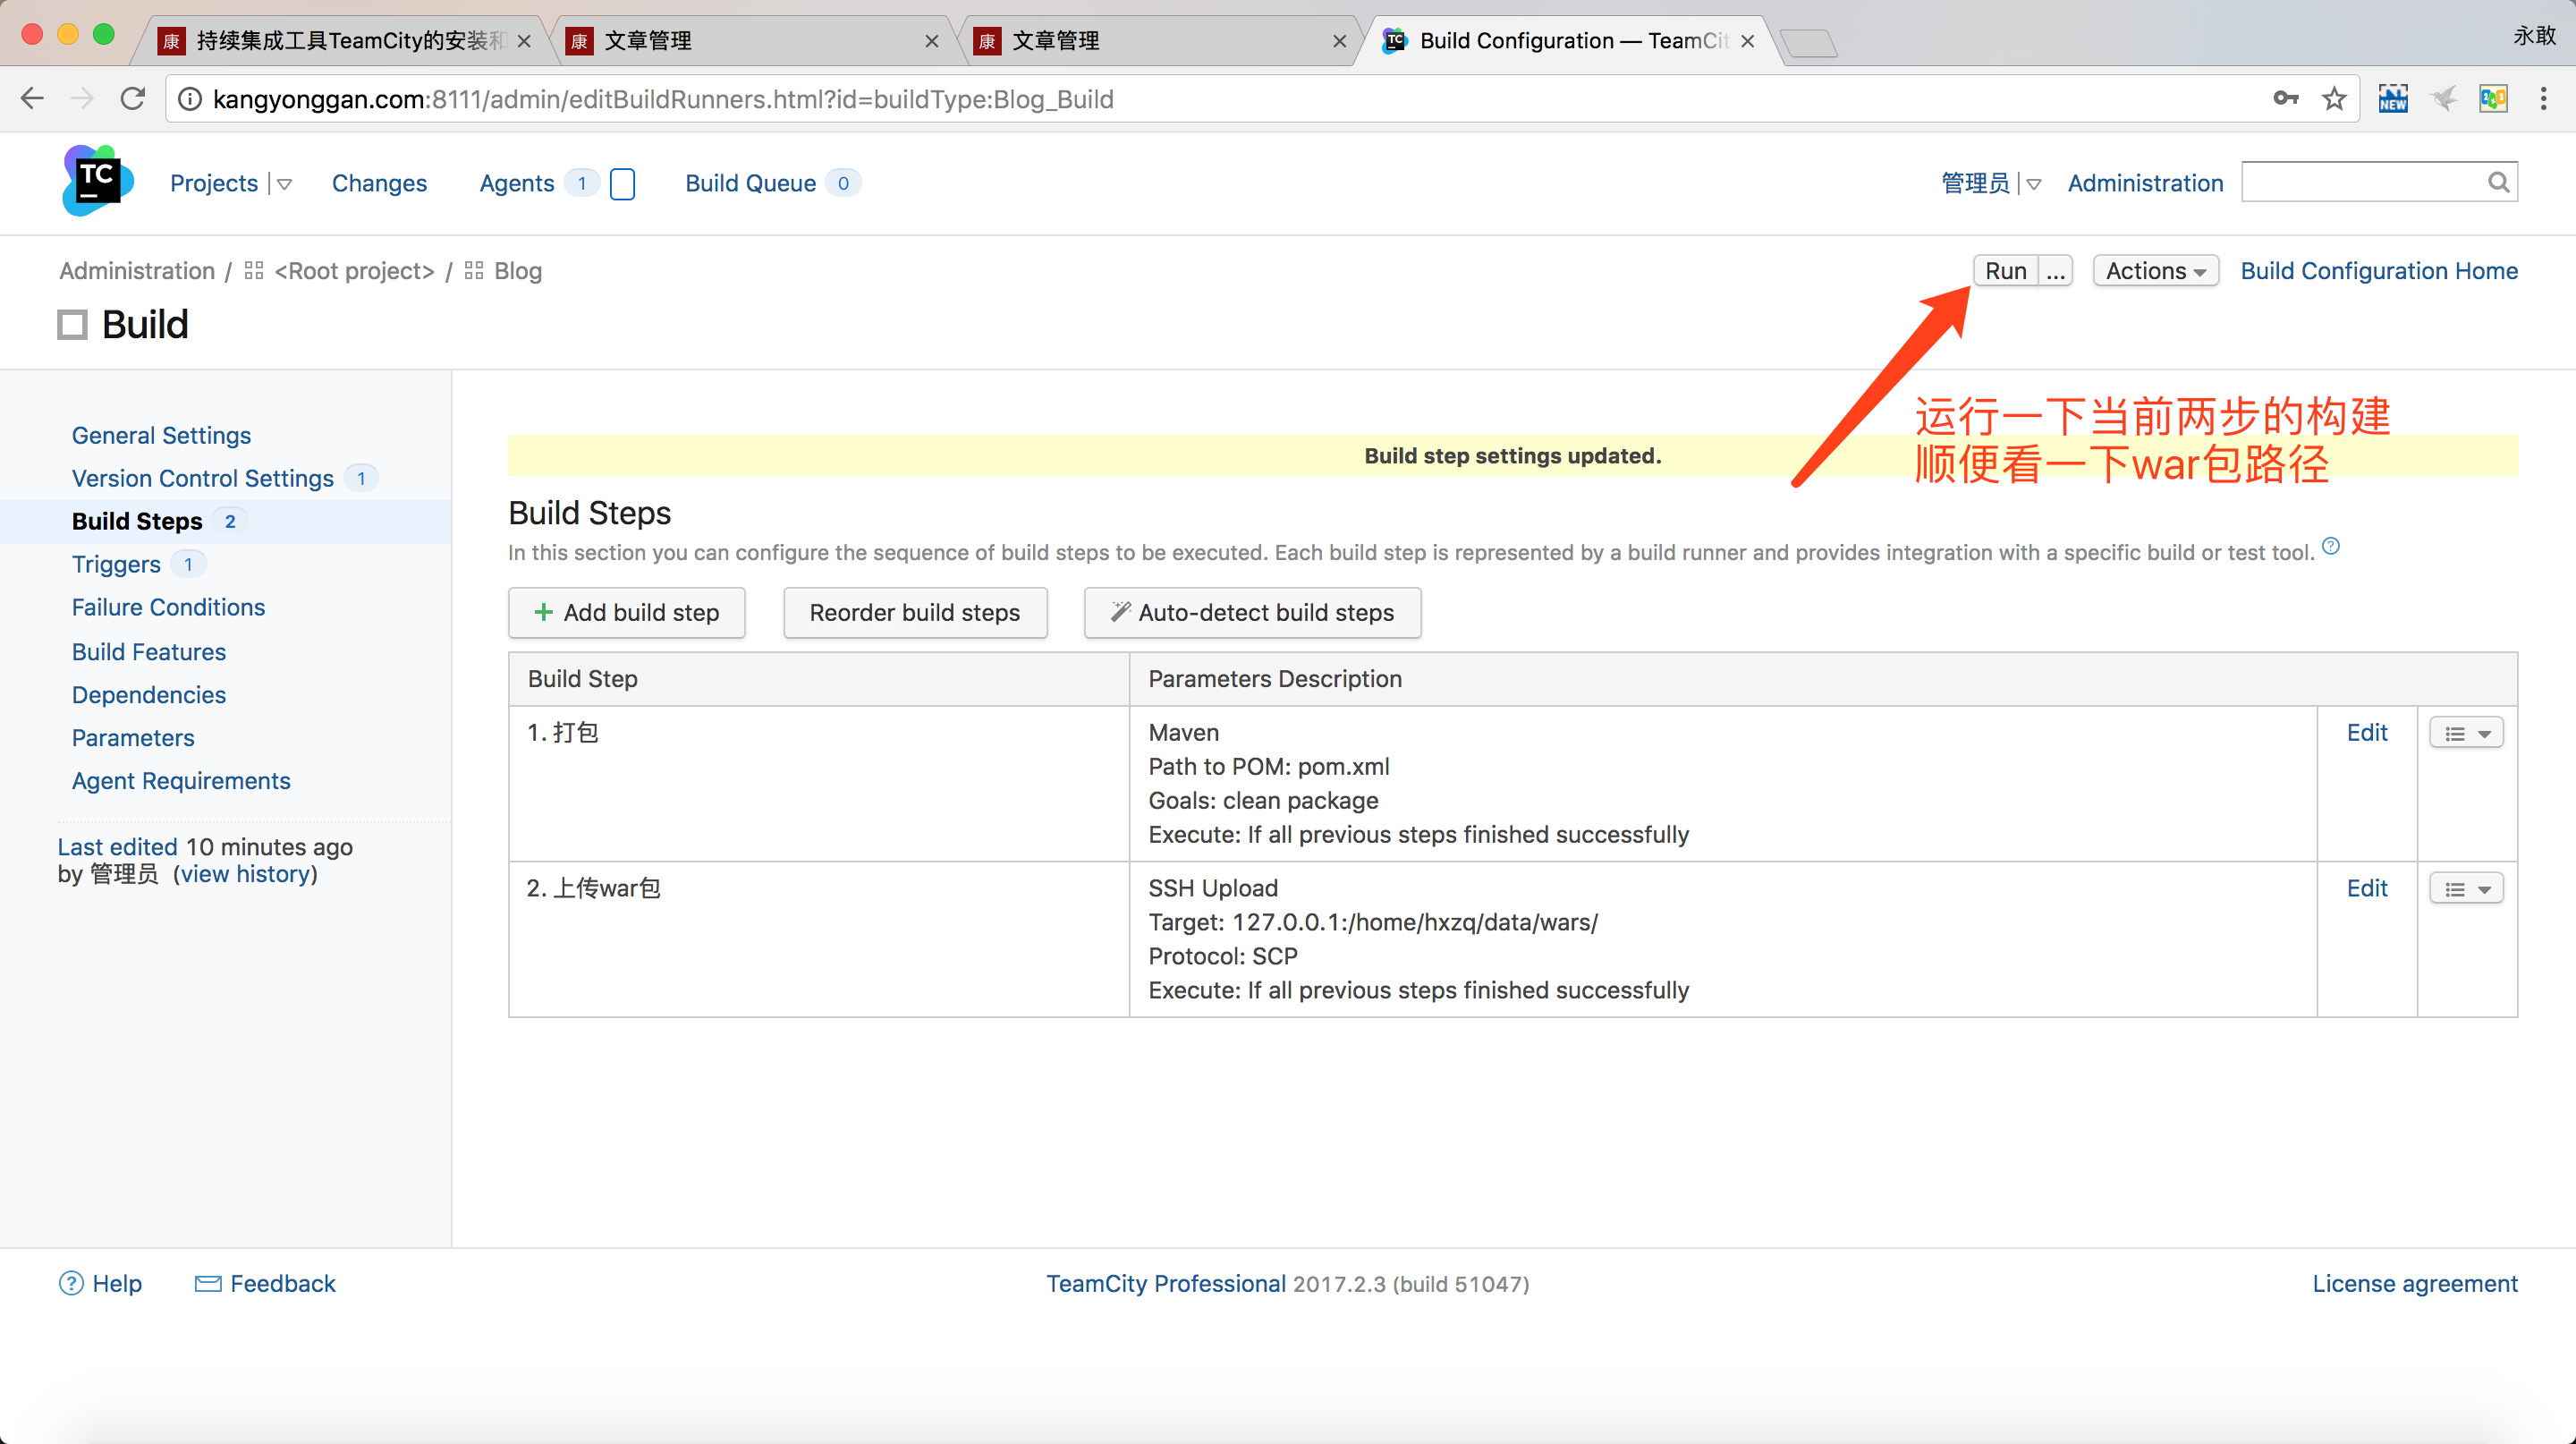 持续集成工具TeamCity的安装和
文章管理
文章管理
Build Configuration — TeamCit
永敢
kangyonggan.com:8111/admin/editBuildRunners.html?id=buildType:Blog_Build
NEW
TC
Projects
Changes
Agents 1
Build Queue 0
管理员
Administration
Administration / <Root project> / Blog
Run ...
Actions
Build Configuration Home
Build
运行一下当前两步的构建
顺便看一下war包路径
General Settings
Version Control Settings 1
Build Steps 2
Triggers 1
Failure Conditions
Build Features
Dependencies
Parameters
Agent Requirements
Last edited 10 minutes ago
by 管理员 (view history)
Build step settings updated.
Build Steps
In this section you can configure the sequence of build steps to be executed. Each build step is represented by a build runner and provides integration with a specific build or test tool. ?
+ Add build step
Reorder build steps
Auto-detect build steps
Build Step
Parameters Description
1. 打包
Maven
Path to POM: pom.xml
Goals: clean package
Execute: If all previous steps finished successfully
Edit
2. 上传war包
SSH Upload
Target: 127.0.0.1:/home/hxzq/data/wars/
Protocol: SCP
Execute: If all previous steps finished successfully
Edit
? Help
Feedback
TeamCity Professional 2017.2.3 (build 51047)
License agreement